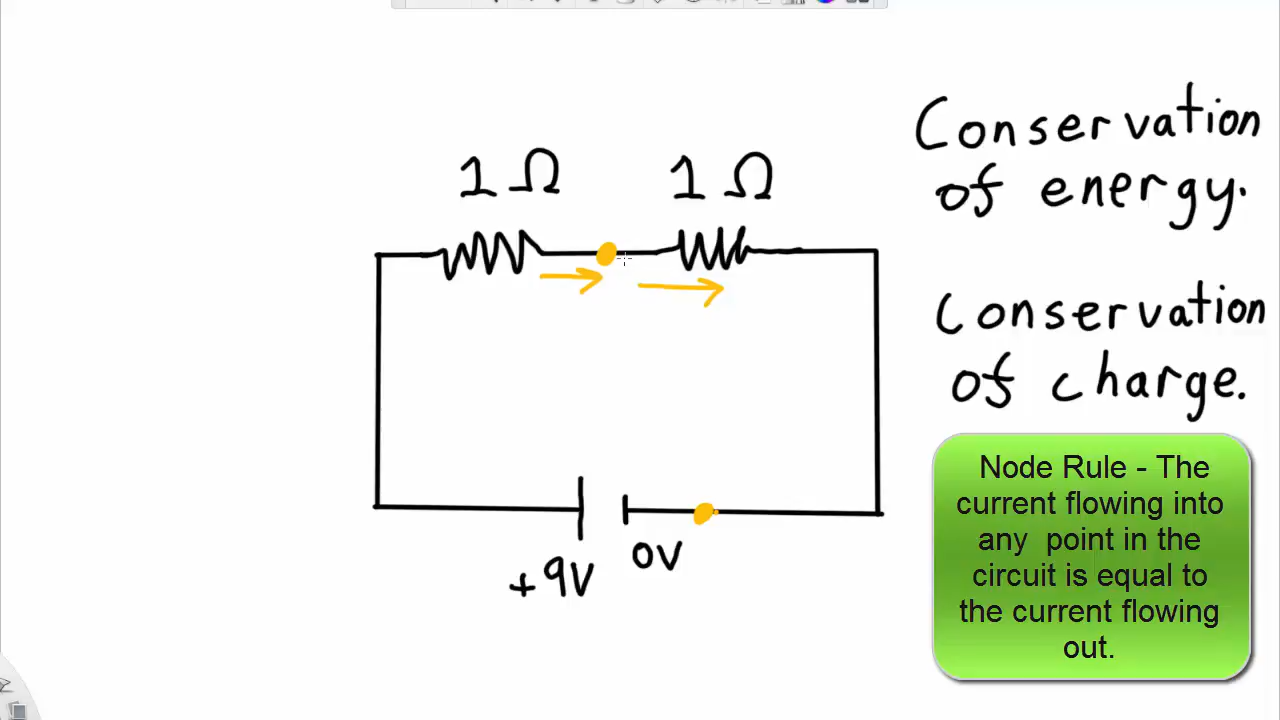 1 Ω
1 Ω
Conservation
of energy.
Conservation
of charge.
+9V
0V
Node Rule - The
current flowing into
any point in the
circuit is equal to
the current flowing
out.